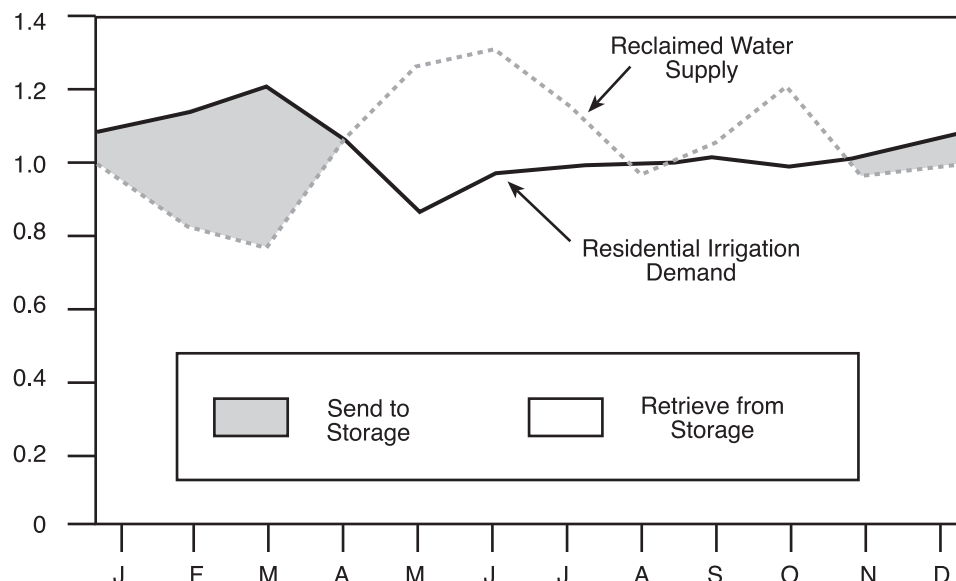 1.4
1.2
1.0
0.8
0.6
0.4
0.2
0
Reclaimed Water
Supply
Residential Irrigation
Demand
Send to
Storage
Retrieve from
Storage
J F M A M J J A S O N D